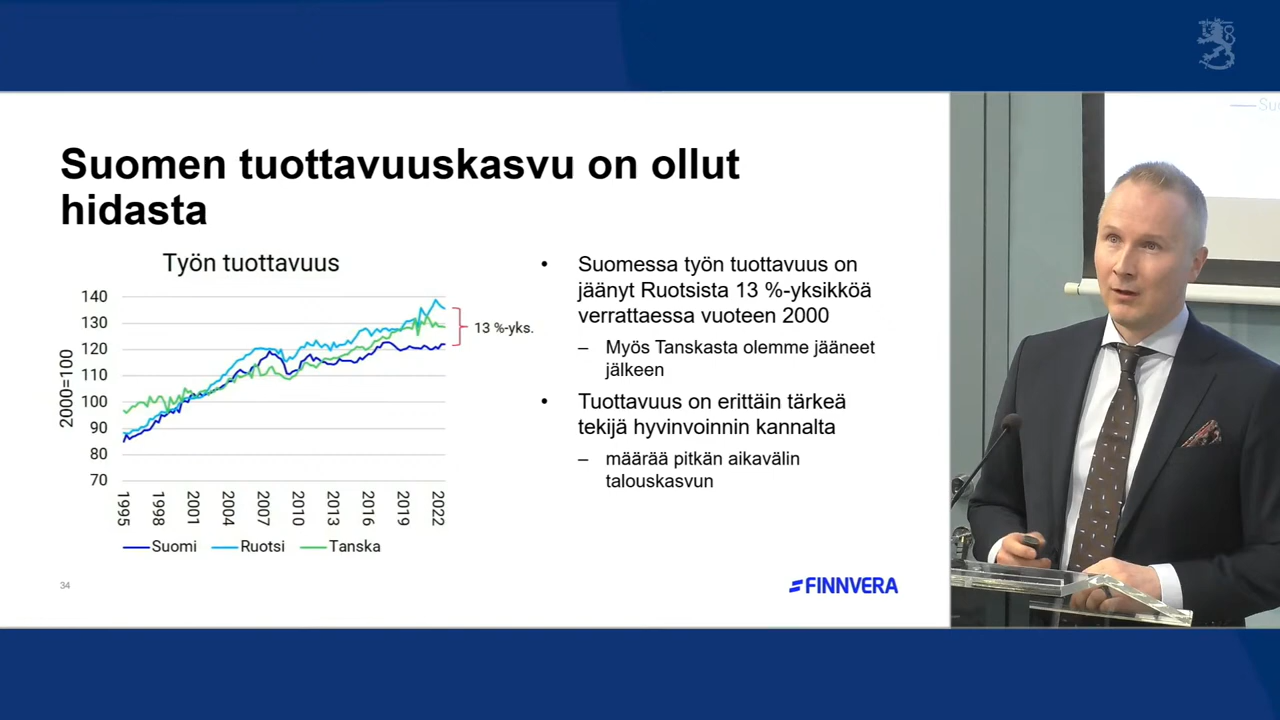 Suomen tuottavuuskasvu on ollut
hidasta
Työn tuottavuus
2000=100
140
130
120
110
100
90
80
70
13 %-yks.
1995
1998
2001
2004
2007
2010
2013
2016
2019
2022
Suomi
Ruotsi
Tanska
• Suomessa työn tuottavuus on
jäänyt Ruotsista 13 %-yksikköä
verrattaessa vuoteen 2000
– Myös Tanskasta olemme jääneet
jälkeen
• Tuottavuus on erittäin tärkeä
tekijä hyvinvoinnin kannalta
– määrää pitkän aikavälin
talouskasvun
34
FINNVERA